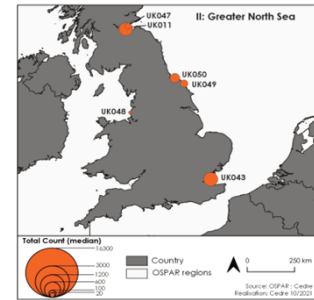 II: Greater North Sea
UK047
UK011
UK050
UK049
UK048
UK043
Total Count (median)
16300
3000
1200
600
100
20
Country
OSPAR regions
0 250 km
Source: OSPAR ; Cedre
Realisation: Cedre 10/2021